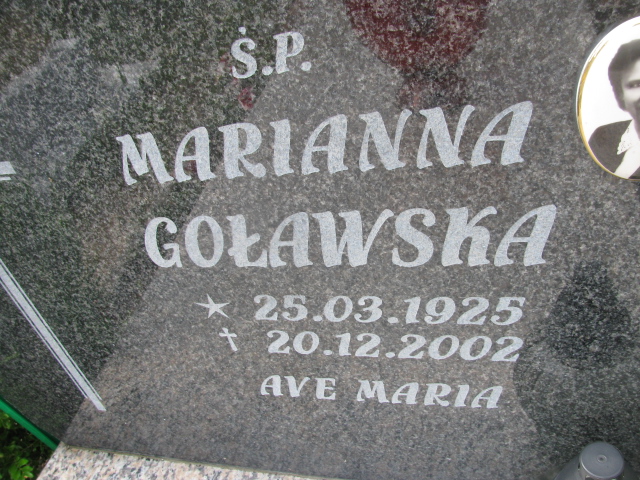 Ś.P.
MARIANNA
GOŁAWSKA
★ 25.03.1925
✝ 20.12.2002
AVE MARIA